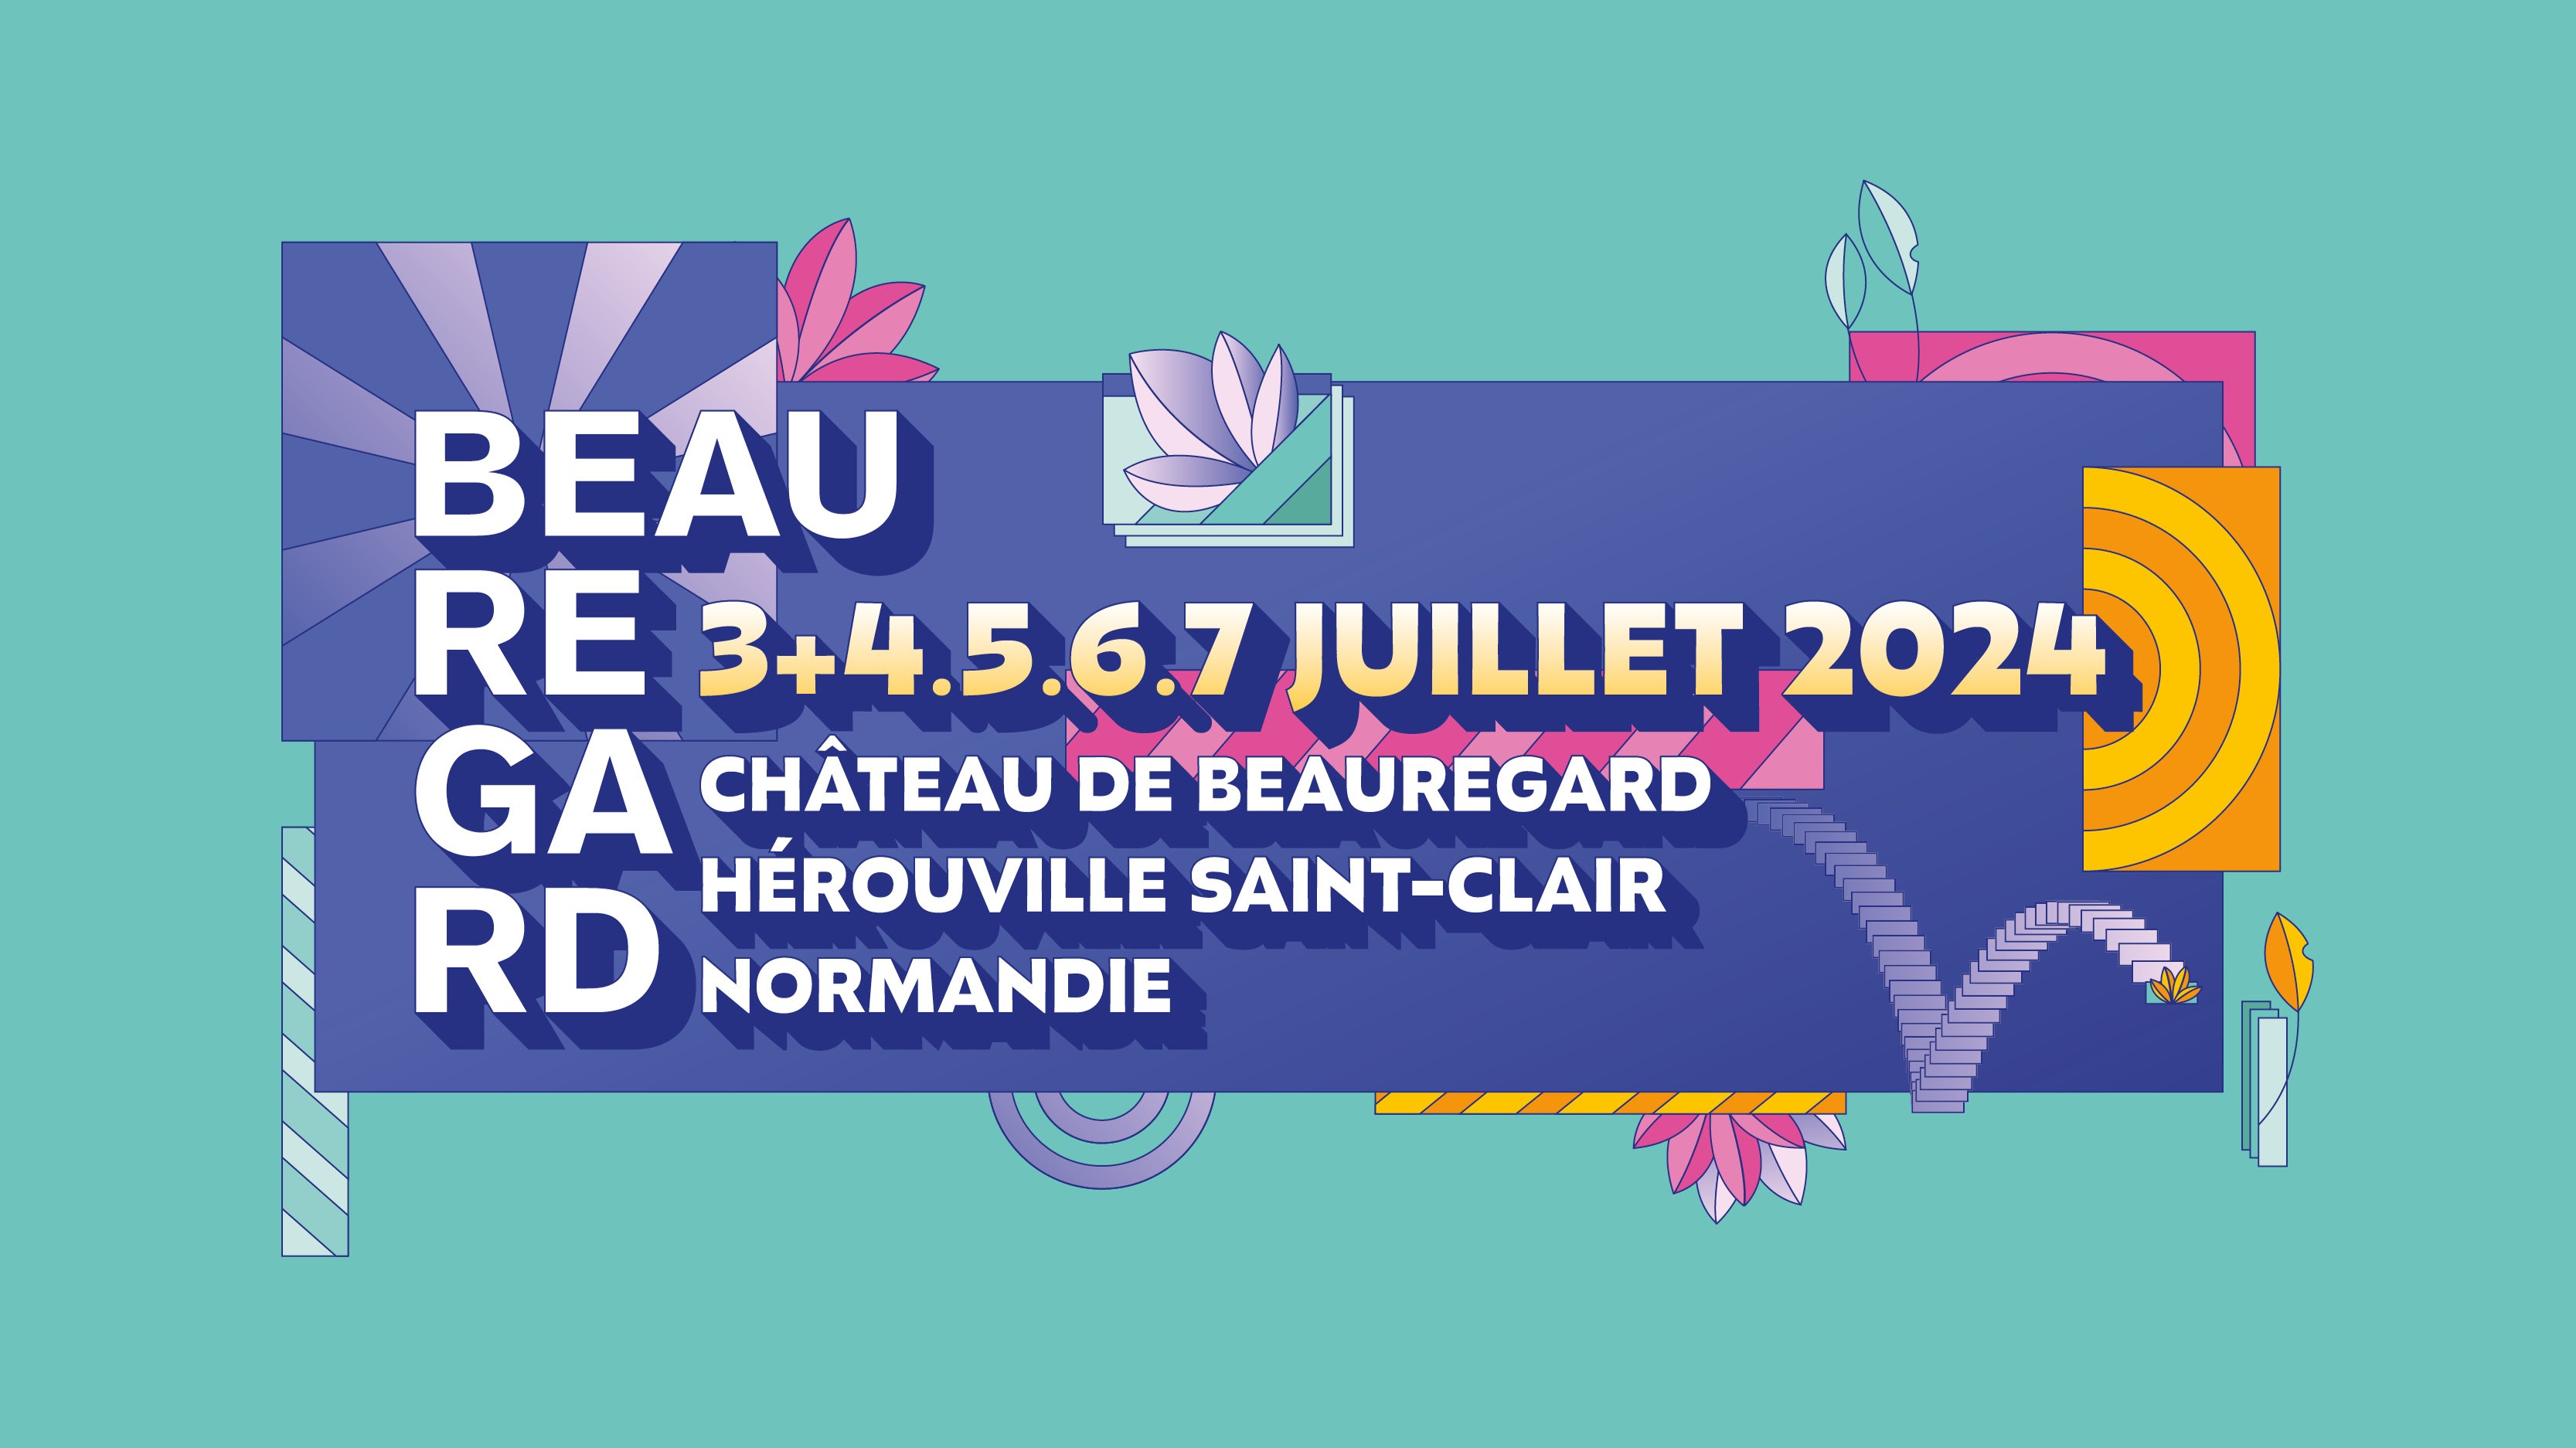 BEAU
RE
GA
RD
3+4.5.6.7 JUILLET 2024
CHÂTEAU DE BEAUREGARD
HÉROUVILLE SAINT-CLAIR
NORMANDIE